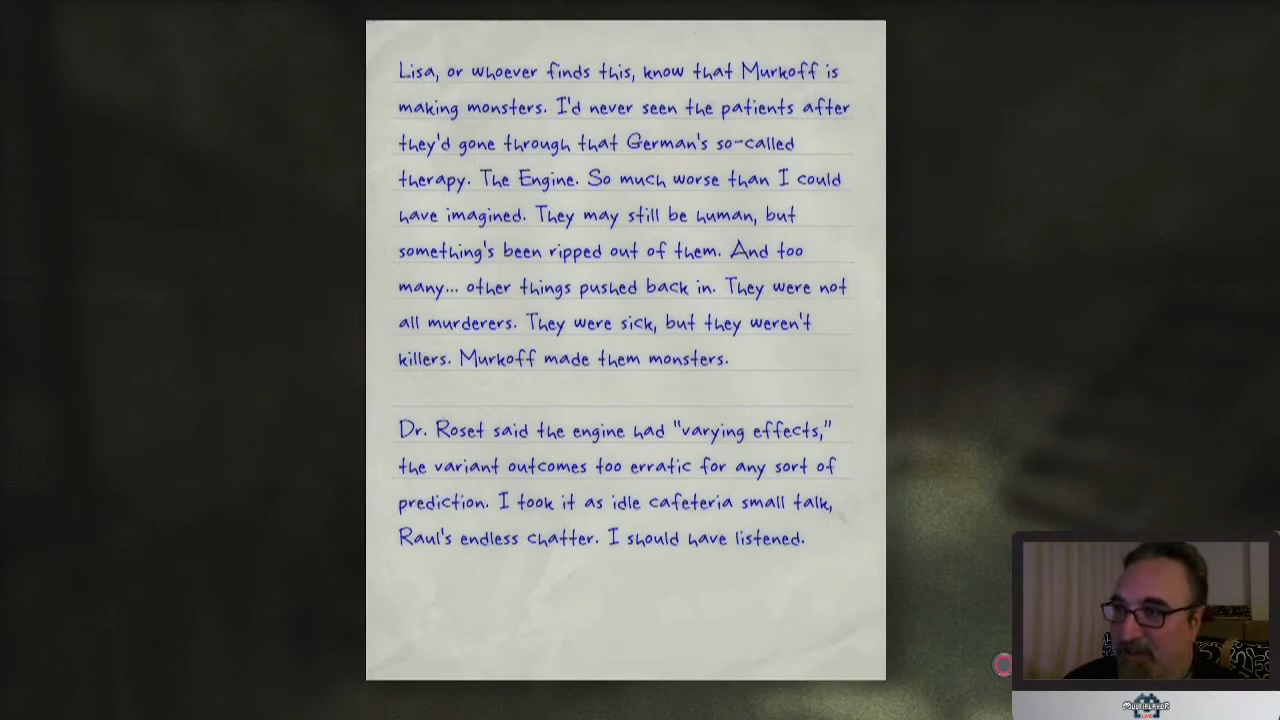 Lisa, or whoever finds this, know that Murkoff is
making monsters. I'd never seen the patients after
they'd gone through that German's so-called
therapy. The Engine. So much worse than I could
have imagined. They may still be human, but
something's been ripped out of them. And too
many... other things pushed back in. They were not
all murderers. They were sick, but they weren't
killers. Murkoff made them monsters.
Dr. Roset said the engine had "varying effects,"
the variant outcomes too erratic for any sort of
prediction. I took it as idle cafeteria small talk,
Raul's endless chatter. I should have listened.
MULTIPLAYER
LIVE